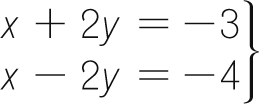 x + 2y = −3
x − 2y = −4